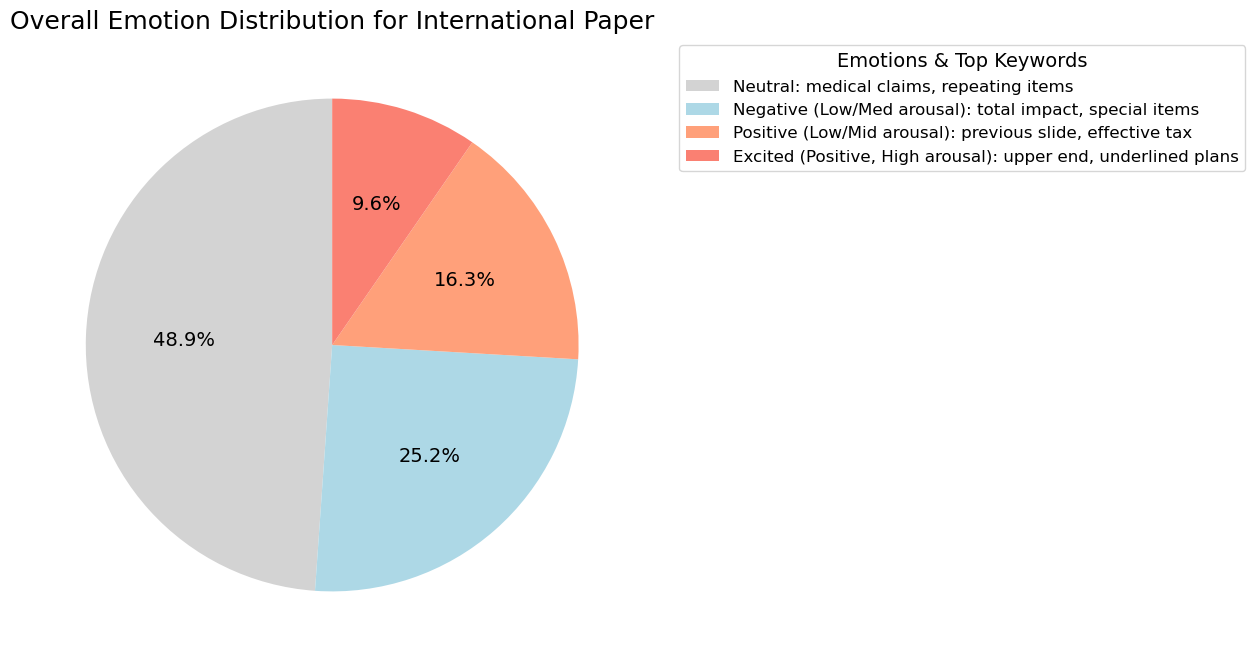 Overall Emotion Distribution for International Paper
Emotions & Top Keywords
Neutral: medical claims, repeating items
Negative (Low/Med arousal): total impact, special items
Positive (Low/Mid arousal): previous slide, effective tax
Excited (Positive, High arousal): upper end, underlined plans
9.6%
16.3%
48.9%
25.2%